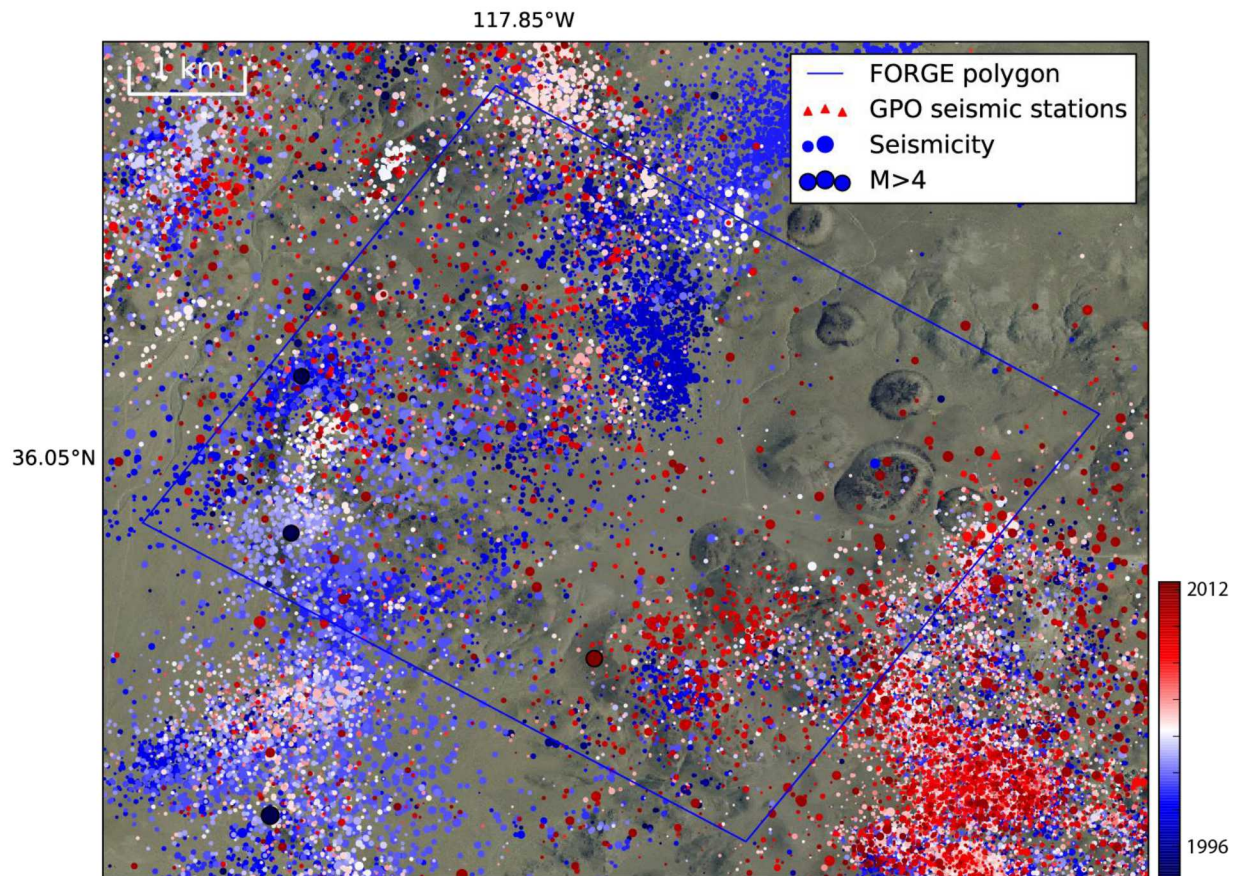 117.85°W
1 km
FORGE polygon
GPO seismic stations
Seismicity
M>4
36.05°N
2012
1996